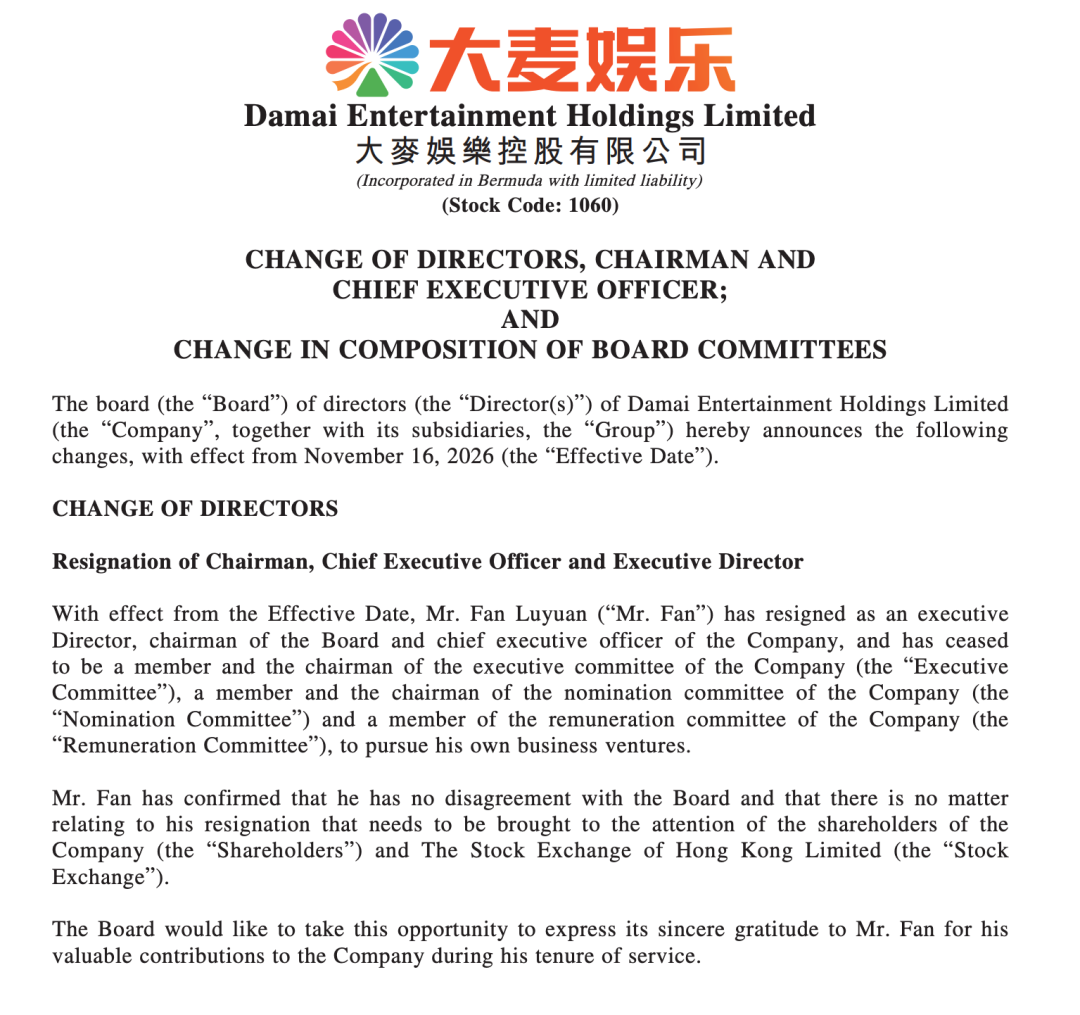 大麦娱乐
Damai Entertainment Holdings Limited
大麥娛樂控股有限公司
(Incorporated in Bermuda with limited liability)
(Stock Code: 1060)
CHANGE OF DIRECTORS, CHAIRMAN AND
CHIEF EXECUTIVE OFFICER;
AND
CHANGE IN COMPOSITION OF BOARD COMMITTEES
The board (the “Board”) of directors (the “Director(s)”) of Damai Entertainment Holdings Limited
(the “Company”, together with its subsidiaries, the “Group”) hereby announces the following
changes, with effect from November 16, 2026 (the “Effective Date”).
CHANGE OF DIRECTORS
Resignation of Chairman, Chief Executive Officer and Executive Director
With effect from the Effective Date, Mr. Fan Luyuan (“Mr. Fan”) has resigned as an executive
Director, chairman of the Board and chief executive officer of the Company, and has ceased
to be a member and the chairman of the executive committee of the Company (the “Executive
Committee”), a member and the chairman of the nomination committee of the Company (the
“Nomination Committee”) and a member of the remuneration committee of the Company (the
“Remuneration Committee”), to pursue his own business ventures.
Mr. Fan has confirmed that he has no disagreement with the Board and that there is no matter
relating to his resignation that needs to be brought to the attention of the shareholders of the
Company (the “Shareholders”) and The Stock Exchange of Hong Kong Limited (the “Stock
Exchange”).
The Board would like to take this opportunity to express its sincere gratitude to Mr. Fan for his
valuable contributions to the Company during his tenure of service.